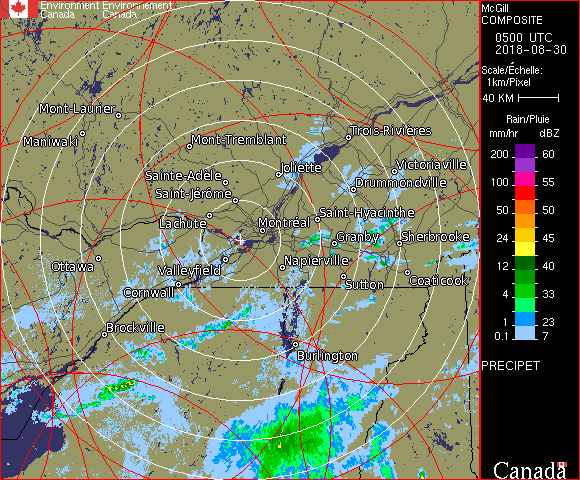 Environment Environnement
Canada Canada
McGill
COMPOSITE
0500 UTC
2018-08-30
Scale/Échelle:
1km/Pixel
40 KM
Rain/Pluie
mm/hr dBZ
200 60
100 55
50 50
24 45
12 40
4 33
1 23
0.1 7
PRECIPET
Canada
Mont-Laurier
Maniwaki
Mont-Tremblant
Trois-Rivières
Sainte-Adèle
Joliette
Victoriaville
Drummondville
Saint-Jérôme
Lachute
Montréal
Saint-Hyacinthe
Granby
Sherbrooke
Ottawa
Valleyfield
Napierville
Cornwall
Sutton
Coaticook
Brockville
Burlington